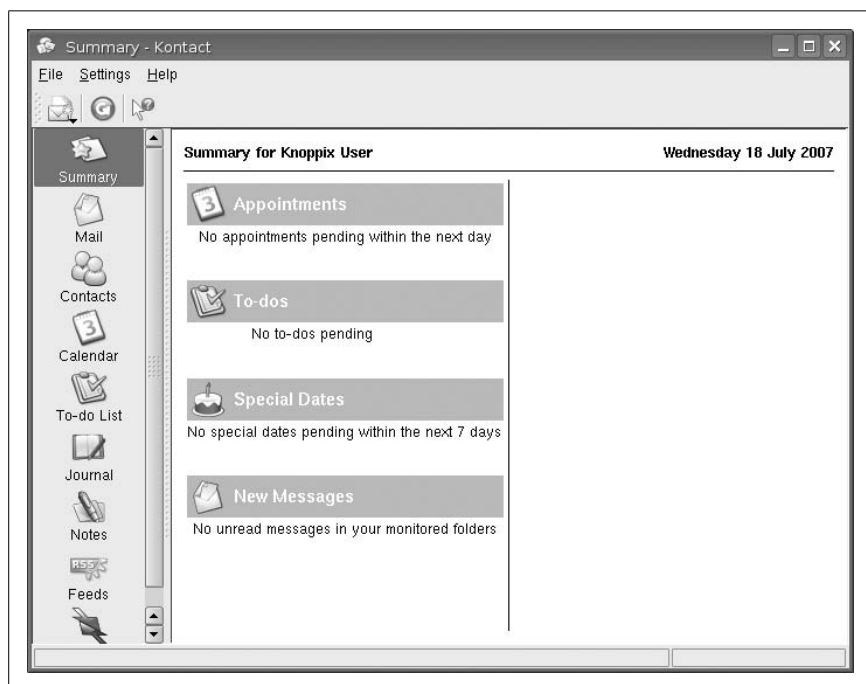 Summary - Kontact
File Settings Help
Summary
Mail
Contacts
3
Calendar
To-do List
Journal
Notes
RSS
Feeds
Summary for Knoppix User
Wednesday 18 July 2007
3 Appointments
No appointments pending within the next day
To-dos
No to-dos pending
Special Dates
No special dates pending within the next 7 days
New Messages
No unread messages in your monitored folders